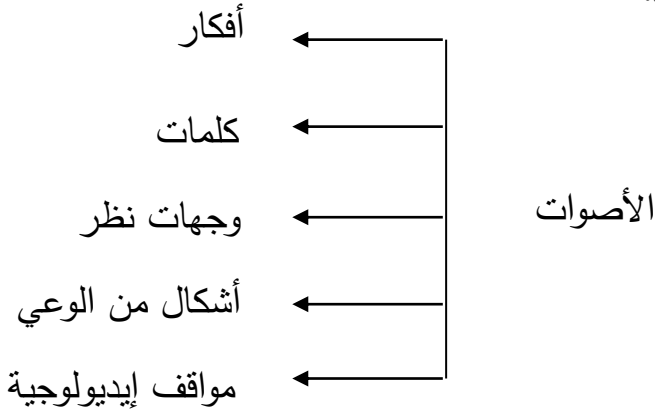 الأصوات
أفكار
كلمات
وجهات نظر
أشكال من الوعي
مواقف إيديولوجية